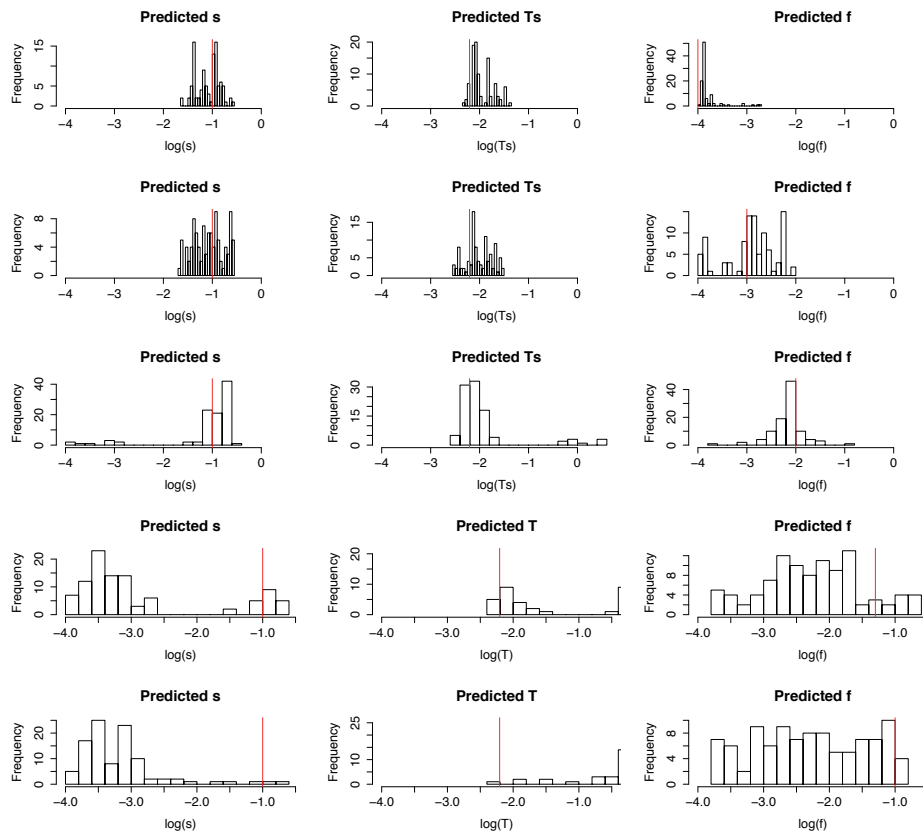 Predicted s
Frequency
0 5 15
−4 −3 −2 −1 0
log(s)
Predicted Ts
Frequency
0 10 20
−4 −3 −2 −1 0
log(Ts)
Predicted f
Frequency
0 20 40
−4 −3 −2 −1 0
log(f)
Predicted s
Frequency
0 4 8
−4 −3 −2 −1 0
log(s)
Predicted Ts
Frequency
0 5 15
−4 −3 −2 −1 0
log(Ts)
Predicted f
Frequency
0 5 15
−4 −3 −2 −1 0
log(f)
Predicted s
Frequency
0 20 40
−4 −3 −2 −1 0
log(s)
Predicted Ts
Frequency
0 15 30
−4 −3 −2 −1 0
log(Ts)
Predicted f
Frequency
0 20 40
−4 −3 −2 −1 0
log(f)
Predicted s
Frequency
0 10 20
−4.0 −3.0 −2.0 −1.0
log(s)
Predicted T
Frequency
0 10 20
−4.0 −3.0 −2.0 −1.0
log(T)
Predicted f
Frequency
0 4 8
−4.0 −3.0 −2.0 −1.0
log(f)
Predicted s
Frequency
0 10 20
−4.0 −3.0 −2.0 −1.0
log(s)
Predicted T
Frequency
0 5 15 25
−4.0 −3.0 −2.0 −1.0
log(T)
Predicted f
Frequency
0 4 8
−4.0 −3.0 −2.0 −1.0
log(f)